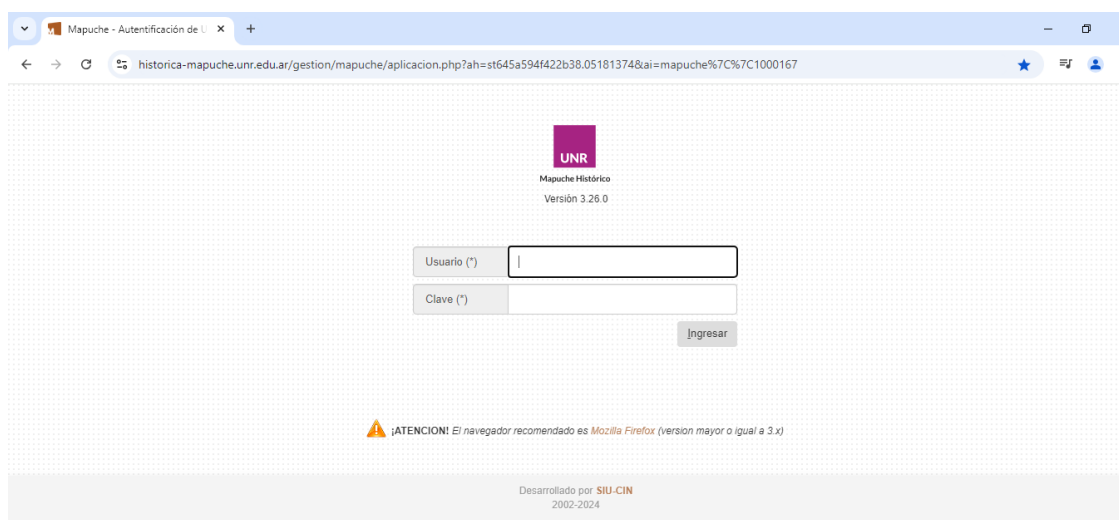 Mapuche - Autentificación de U
historica-mapuche.unr.edu.ar/gestion/mapuche/aplicacion.php?ah=st645a594f422b38.05181374&ai=mapuche%7C%7C1000167
UNR
Mapuche Histórico
Versión 3.26.0
Usuario (*)
Clave (*)
Ingresar
¡ATENCION! El navegador recomendado es Mozilla Firefox (version mayor o igual a 3.x)
Desarrollado por SIU-CIN
2002-2024